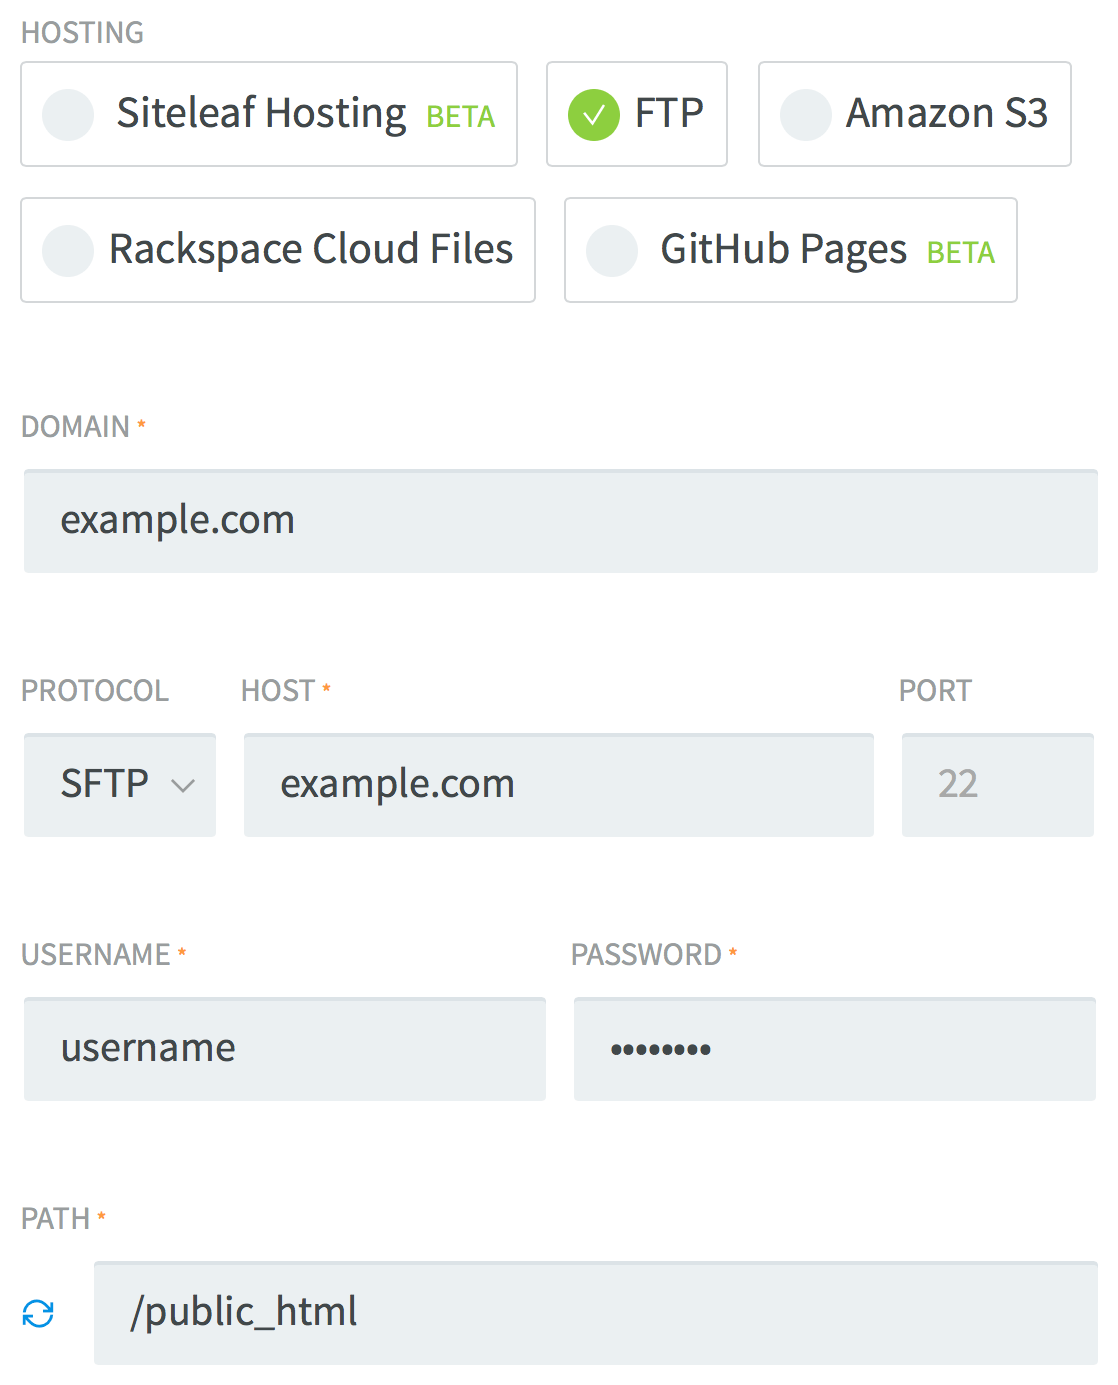 HOSTING
Siteleaf Hosting BETA
FTP
Amazon S3
Rackspace Cloud Files
GitHub Pages BETA
DOMAIN *
example.com
PROTOCOL HOST * PORT
SFTP example.com 22
USERNAME * PASSWORD *
username ••••••••
PATH *
/public_html